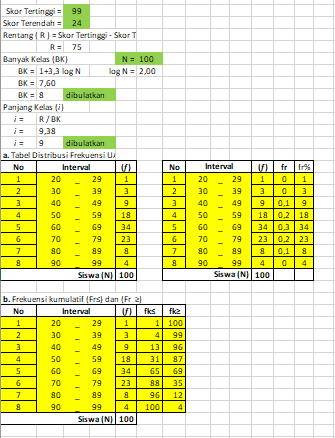 Skor Tertinggi = 99
Skor Terendah = 24
Rentang ( R ) = Skor Tertinggi - Skor T
R = 75
Banyak Kelas (BK) N = 100
BK = 1+3,3 log N log N = 2,00
BK = 7,60
BK = 8 dibulatkan
Panjang Kelas (i)
i = R / BK
i = 9,38
i = 9 dibulatkan
a. Tabel Distribusi Frekuensi UA
No Interval (f) No Interval (f) fr fr%
1 20 _ 29 1 1 20 _ 29 1 0 1
2 30 _ 39 3 2 30 _ 39 3 0 3
3 40 _ 49 9 3 40 _ 49 9 0,1 9
4 50 _ 59 18 4 50 _ 59 18 0,2 18
5 60 _ 69 34 5 60 _ 69 34 0,3 34
6 70 _ 79 23 6 70 _ 79 23 0,2 23
7 80 _ 89 8 7 80 _ 89 8 0,1 8
8 90 _ 99 4 8 90 _ 99 4 0 4
Siswa (N) 100 Siswa (N) 100
b. Frekuensi kumulatif (Fr≤) dan (Fr ≥)
No Interval (f) fk≤ fk≥
1 20 _ 29 1 1 100
2 30 _ 39 3 4 99
3 40 _ 49 9 13 96
4 50 _ 59 18 31 87
5 60 _ 69 34 65 69
6 70 _ 79 23 88 35
7 80 _ 89 8 96 12
8 90 _ 99 4 100 4
Siswa (N) 100